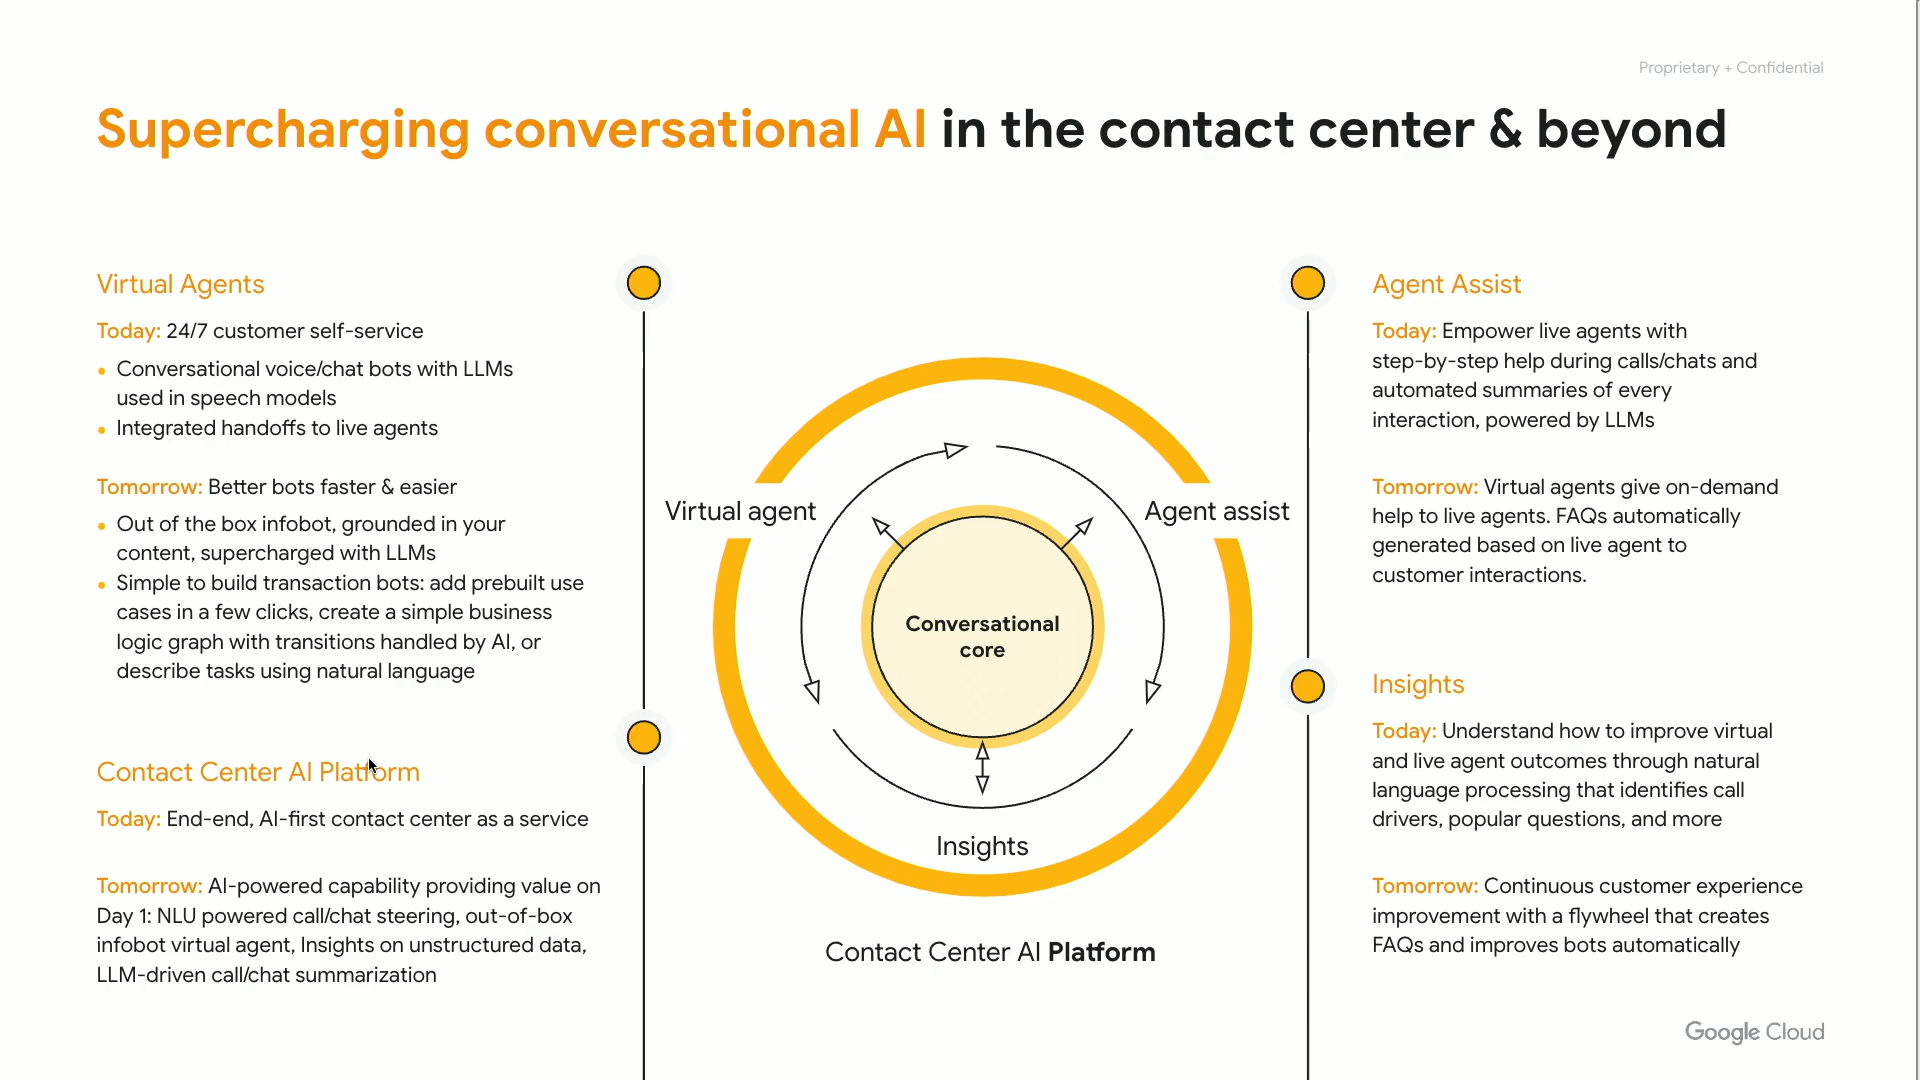 Proprietary + Confidential
Supercharging conversational AI in the contact center & beyond
Virtual Agents
Today: 24/7 customer self-service
• Conversational voice/chat bots with LLMs
used in speech models
• Integrated handoffs to live agents
Tomorrow: Better bots faster & easier
• Out of the box infobot, grounded in your
content, supercharged with LLMs
• Simple to build transaction bots: add prebuilt use
cases in a few clicks, create a simple business
logic graph with transitions handled by AI, or
describe tasks using natural language
Contact Center AI Platform
Today: End-end, AI-first contact center as a service
Tomorrow: AI-powered capability providing value on
Day 1: NLU powered call/chat steering, out-of-box
infobot virtual agent, Insights on unstructured data,
LLM-driven call/chat summarization
Virtual agent
Agent assist
Conversational
core
Insights
Contact Center AI Platform
Agent Assist
Today: Empower live agents with
step-by-step help during calls/chats and
automated summaries of every
interaction, powered by LLMs
Tomorrow: Virtual agents give on-demand
help to live agents. FAQs automatically
generated based on live agent to
customer interactions.
Insights
Today: Understand how to improve virtual
and live agent outcomes through natural
language processing that identifies call
drivers, popular questions, and more
Tomorrow: Continuous customer experience
improvement with a flywheel that creates
FAQs and improves bots automatically
Google Cloud